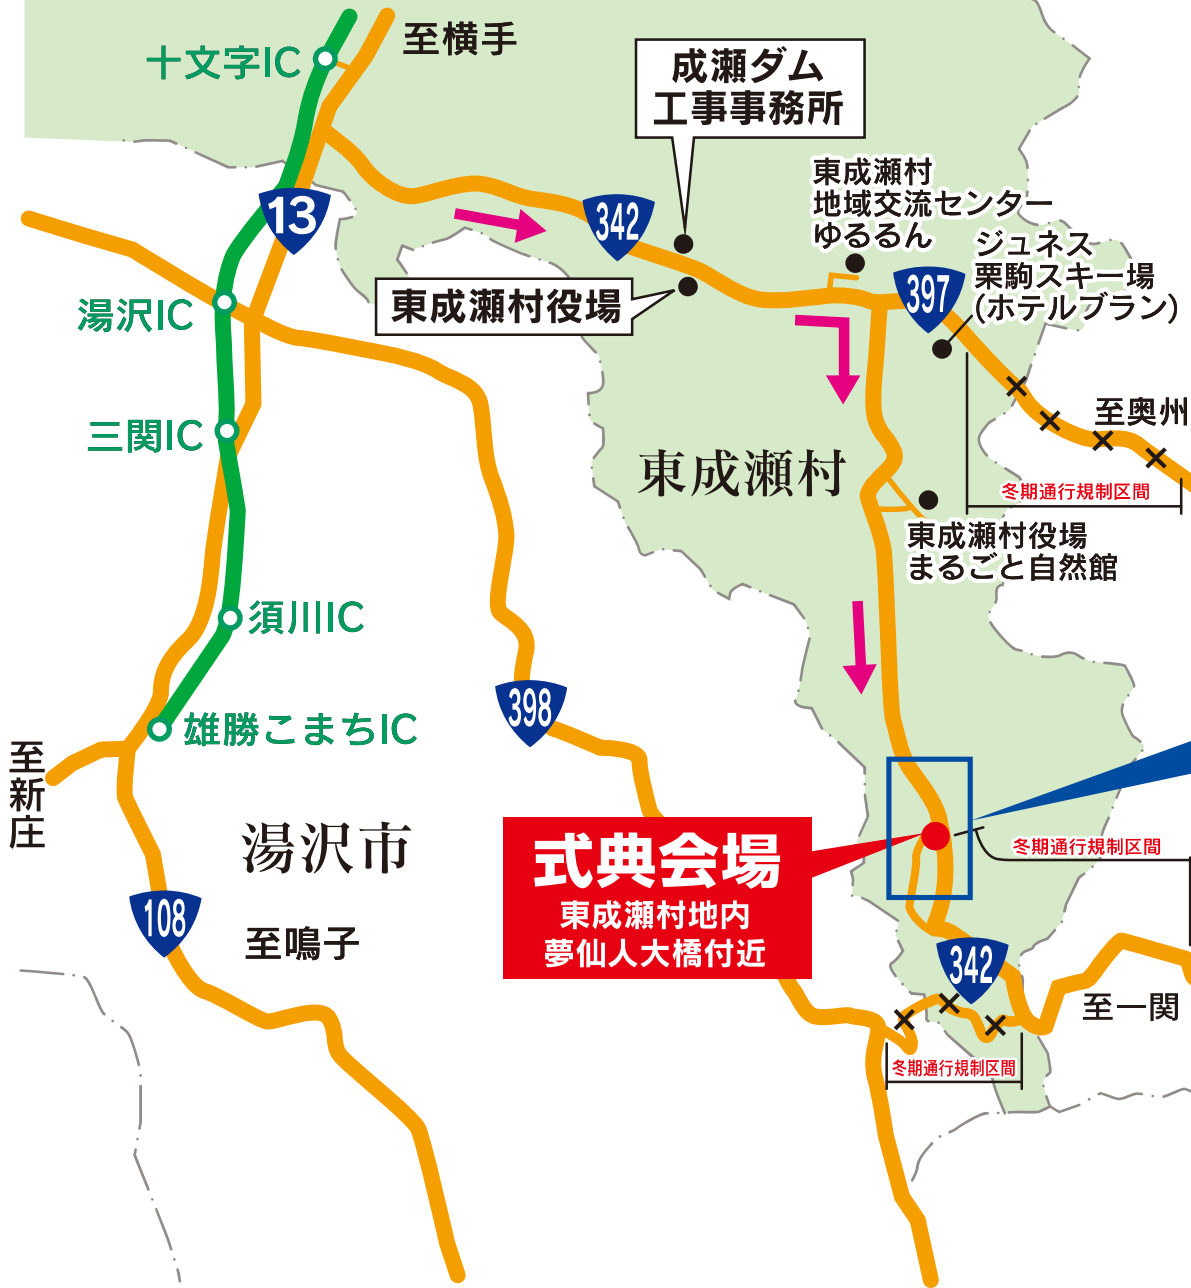 至横手
十文字IC
成瀬ダム
工事事務所
東成瀬村
地域交流センター
ゆるるん
13
342
ジュネス
栗駒スキー場
(ホテルブラン)
397
湯沢IC
東成瀬村役場
至奥州
三関IC
東成瀬村
冬期通行規制区間
東成瀬村役場
まるごと自然館
須川IC
398
雄勝こまちIC
至新庄
湯沢市
式典会場
東成瀬村地内
夢仙人大橋付近
冬期通行規制区間
108
至鳴子
342
至一関
冬期通行規制区間